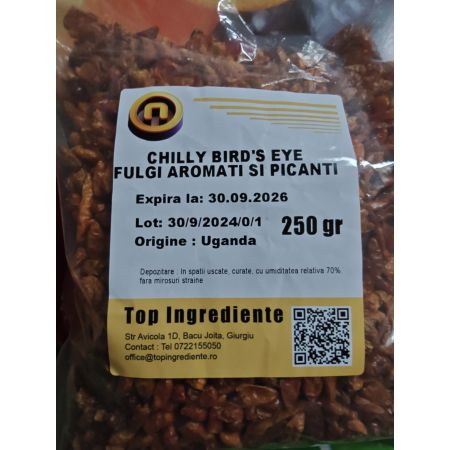 CHILLY BIRD'S EYE
FULGI AROMATI SI PICANTI
Expira la: 30.09.2026
Lot: 30/9/2024/0/1
250 gr
Origine : Uganda
Depozitare : In spatii uscate, curate, cu umiditatea relativa 70%
fara mirosuri straine
Top Ingrediente
Str Avicola 1D, Bacu Joita, Giurgiu
Contact : Tel 0722155050
office@topingrediente.ro